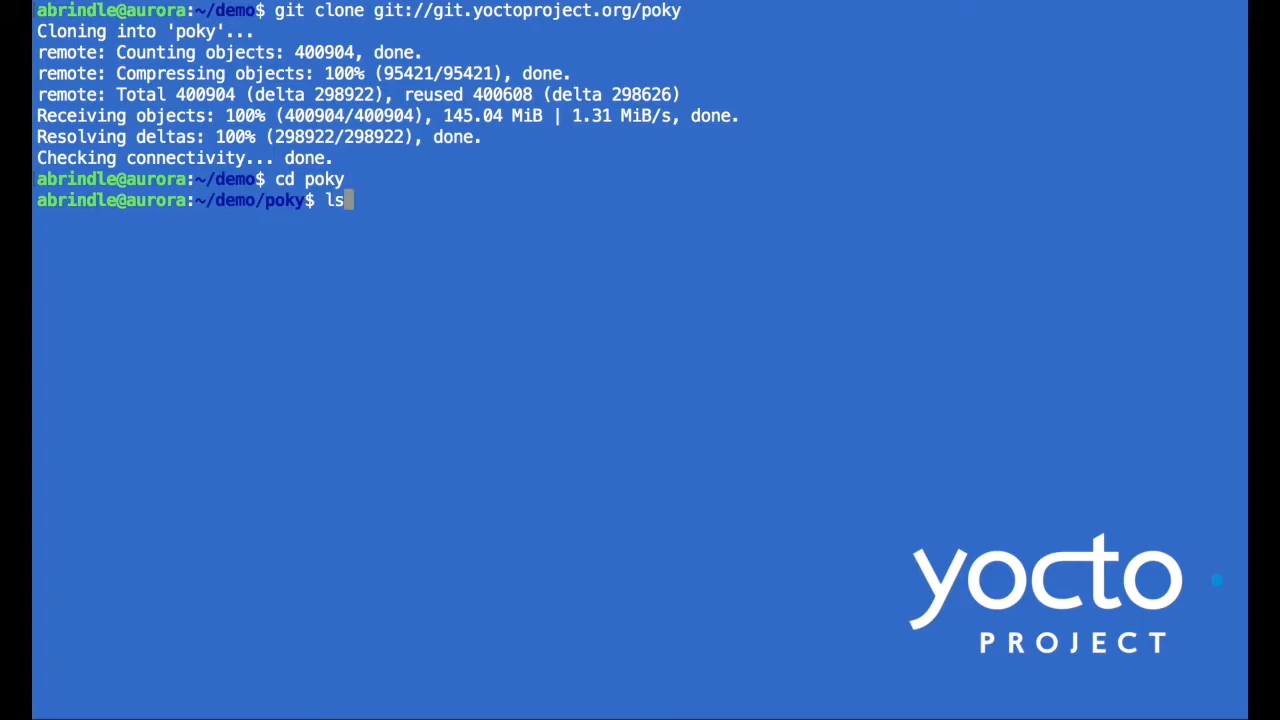 abrindle@aurora:~/demo$ git clone git://git.yoctoproject.org/poky
Cloning into 'poky'...
remote: Counting objects: 400904, done.
remote: Compressing objects: 100% (95421/95421), done.
remote: Total 400904 (delta 298922), reused 400608 (delta 298626)
Receiving objects: 100% (400904/400904), 145.04 MiB | 1.31 MiB/s, done.
Resolving deltas: 100% (298922/298922), done.
Checking connectivity... done.
abrindle@aurora:~/demo$ cd poky
abrindle@aurora:~/demo/poky$ ls
yocto
PROJECT